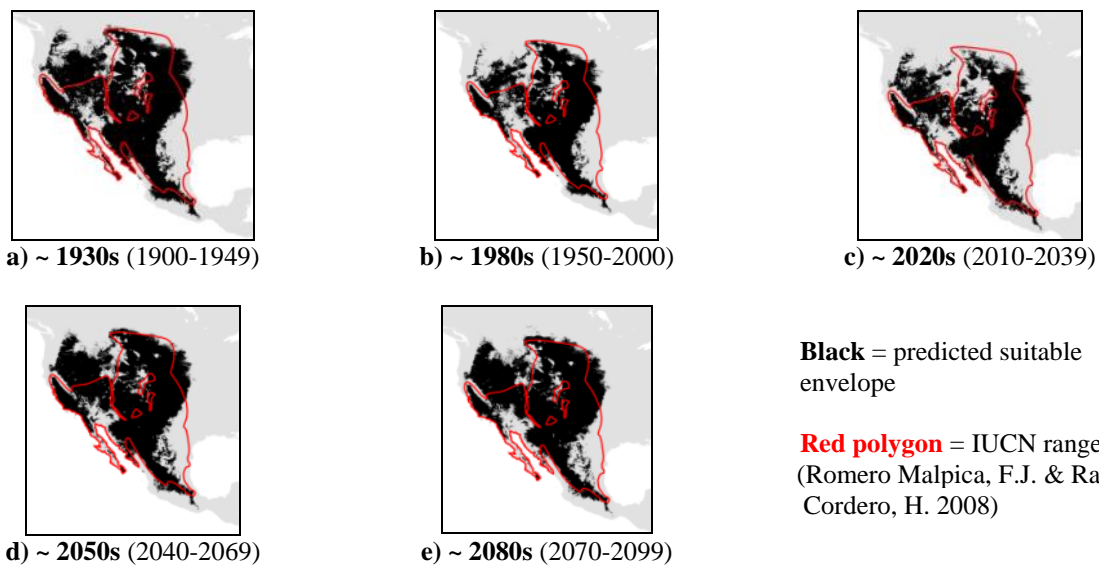 a) ~ 1930s (1900-1949)
b) ~ 1980s (1950-2000)
c) ~ 2020s (2010-2039)
d) ~ 2050s (2040-2069)
e) ~ 2080s (2070-2099)
Black = predicted suitable
envelope
Red polygon = IUCN range
(Romero Malpica, F.J. & Ra
Cordero, H. 2008)